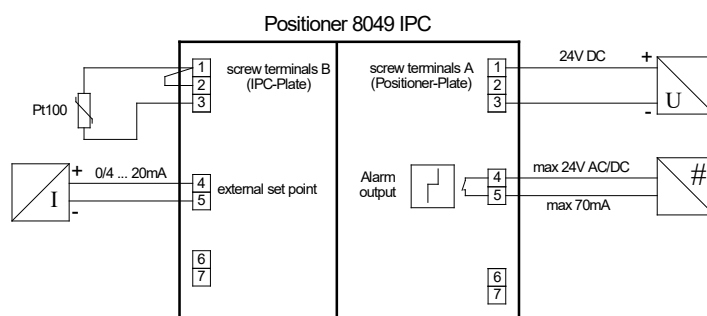 Positioner 8049 IPC
1
2
3
screw terminals B
(IPC-Plate)
Pt100
+
0/4 ... 20mA
I
-
4
5
external set point
6
7
screw terminals A
(Positioner-Plate)
1
2
3
24V DC
+
U
-
Alarm
output
4
5
max 24V AC/DC
max 70mA
#
6
7